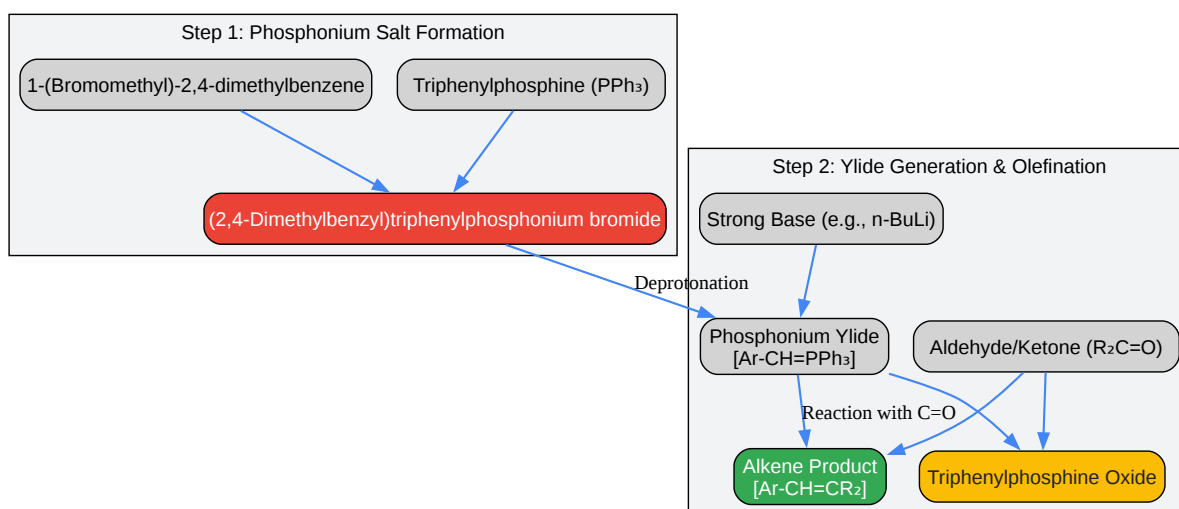 Step 1: Phosphonium Salt Formation
1-(Bromomethyl)-2,4-dimethylbenzene
Triphenylphosphine (PPh₃)
(2,4-Dimethylbenzyl)triphenylphosphonium bromide
Step 2: Ylide Generation & Olefination
Strong Base (e.g., n-BuLi)
Deprotonation
Phosphonium Ylide
[Ar-CH=PPh₃]
Aldehyde/Ketone (R₂C=O)
Reaction with C=O
Alkene Product
[Ar-CH=CR₂]
Triphenylphosphine Oxide